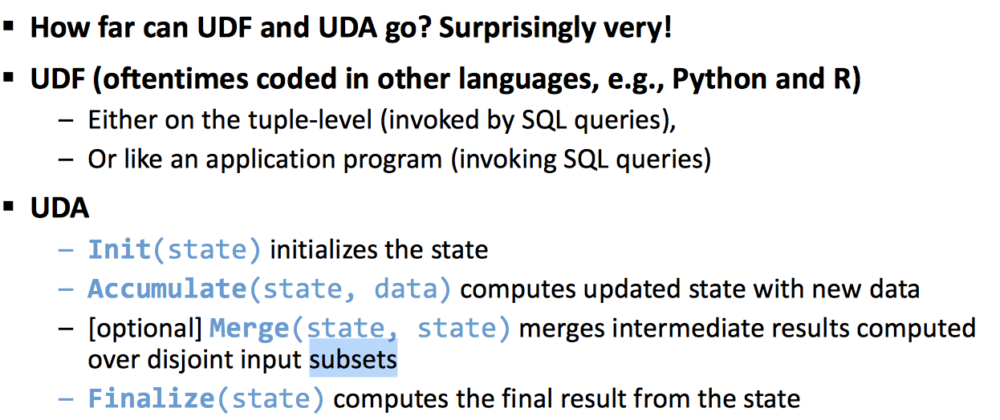 ▪ How far can UDF and UDA go? Surprisingly very!
▪ UDF (oftentimes coded in other languages, e.g., Python and R)
– Either on the tuple-level (invoked by SQL queries),
– Or like an application program (invoking SQL queries)
▪ UDA
– Init(state) initializes the state
– Accumulate(state, data) computes updated state with new data
– [optional] Merge(state, state) merges intermediate results computed
over disjoint input subsets
– Finalize(state) computes the final result from the state